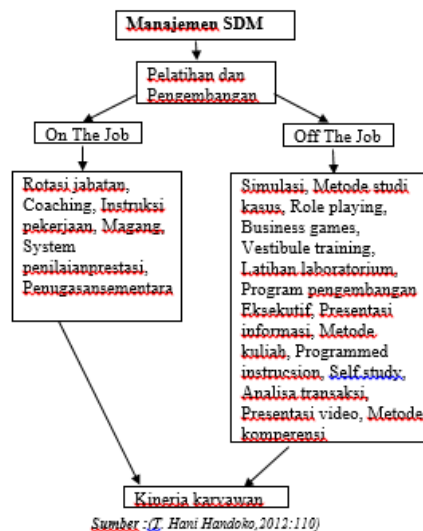 Manajemen SDM
Pelatihan dan
Pengembangan
On The Job
Off The Job
Rotasi jabatan,
Coaching, Instruksi
pekerjaan, Magang,
System
penilaianprestasi,
Penugasansementara
Simulasi, Metode studi
kasus, Role playing,
Business games,
Vestibule training,
Latihan laboratorium,
Program pengembangan
Eksekutif, Presentasi
informasi, Metode
kuliah, Programmed
instrucsion, Self study,
Analisa transaksi,
Presentasi video, Metode
komperensi
Kinerja karyawan
Sumber :(T. Hani Handoko,2012:110)